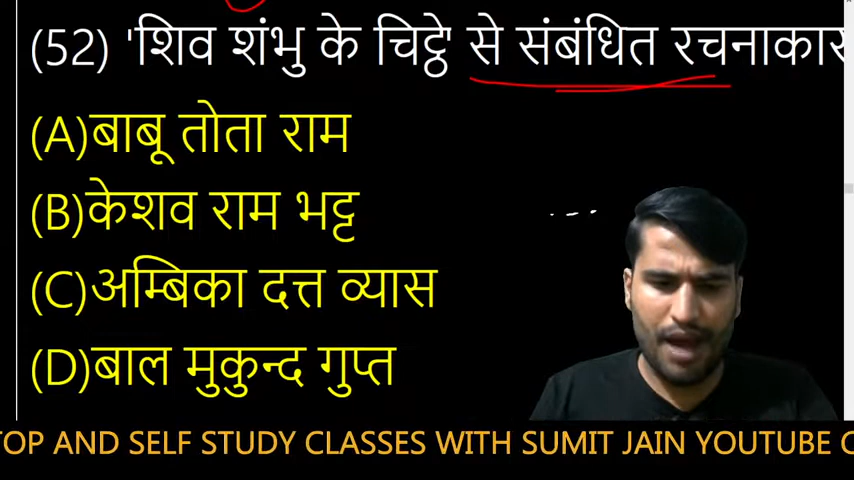 (52) 'शिव शंभु के चिट्ठे' से संबंधित रचनाकार
(A)बाबू तोता राम
(B)केशव राम भट्ट
(C)अम्बिका दत्त व्यास
(D)बाल मुकुन्द गुप्त
TOP AND SELF STUDY CLASSES WITH SUMIT JAIN YOUTUBE